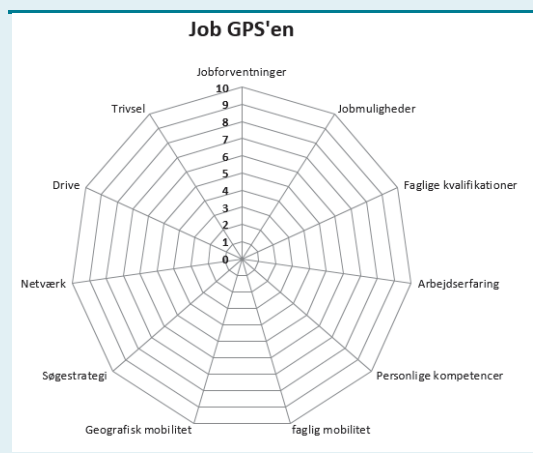 Job GPS'en
Jobforventninger
10
9
8
7
6
5
4
3
2
1
0
Jobmuligheder
Faglige kvalifikationer
Arbejdserfaring
Personlige kompetencer
faglig mobilitet
Geografisk mobilitet
Søgestrategi
Netværk
Drive
Trivsel